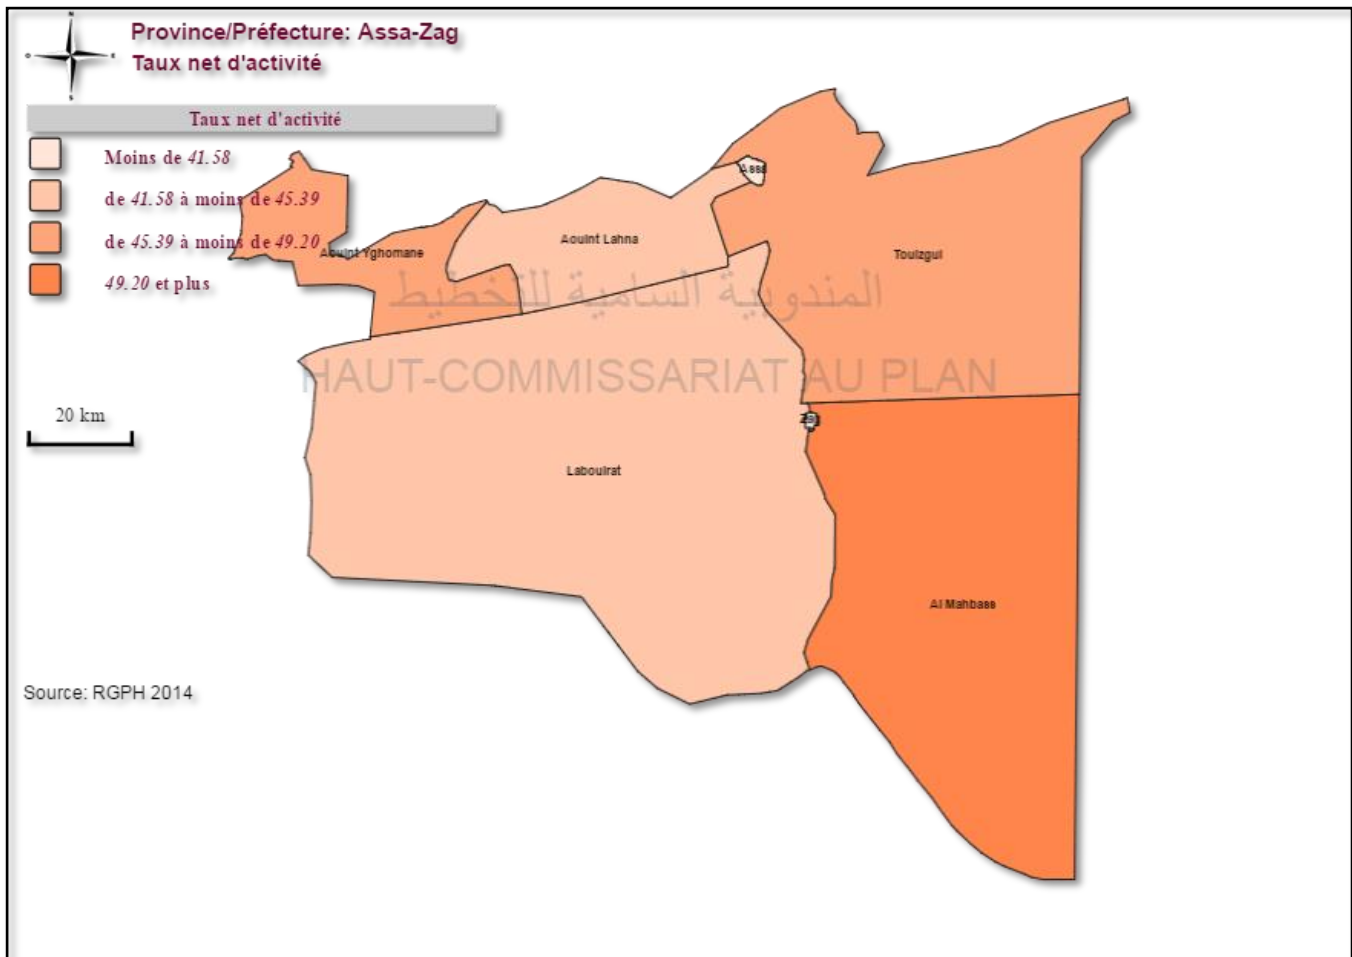 N
O
E
S
Province/Préfecture: Assa-Zag
Taux net d'activité
Taux net d'activité
Moins de 41.58
de 41.58 à moins de 45.39
de 45.39 à moins de 49.20
49.20 et plus
Assa
Aouint Lahna
Aouint Yghomane
Touizgui
المندوبية السامية للتخطيط
HAUT-COMMISSARIAT AU PLAN
20 km
Zag
Labouirat
Al Mahbass
Source: RGPH 2014